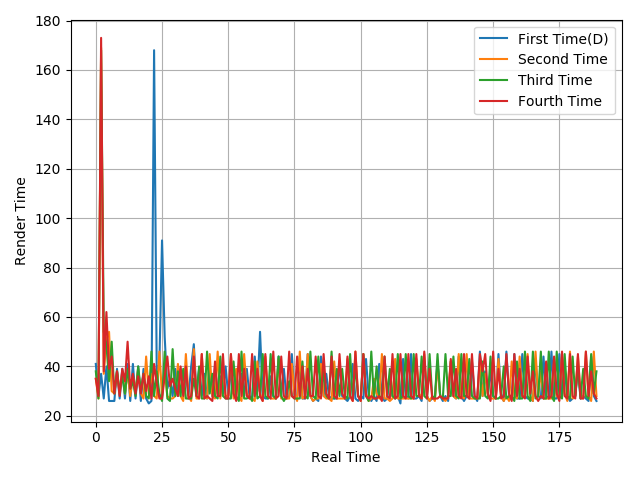 180
160
140
120
100
80
60
40
20
Render Time
0
25
50
75
100
125
150
175
Real Time
First Time(D)
Second Time
Third Time
Fourth Time